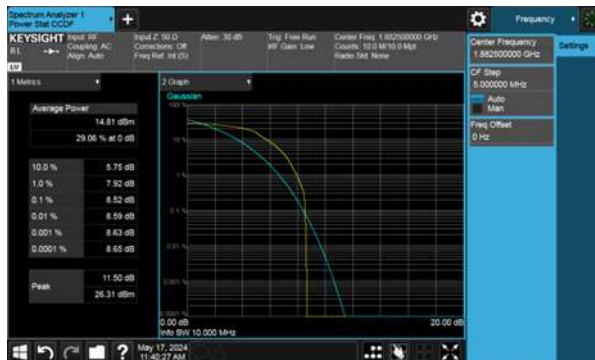 Spectrum Analyzer 1
Power Stat CCDF
+
Frequency
KEYSIGHT
Input: RF
Input Z: 50 Ω
Atten: 30 dB
Trig: Free Run
Center Freq: 1.882500000 GHz
RL
Coupling: AC
Corrections: Off
#IF Gain: Low
Counts: 10.0 M/10.0 Mpt
Align: Auto
Freq Ref: Int (S)
Radio Std: None
Center Frequency
1.882500000 GHz
Settings
CF Step
6.000000 MHz
Auto
Man
Freq Offset
0 Hz
1 Metrics
Average Power
14.81 dBm
29.06 % at 0 dB
10.0 % 5.75 dB
1.0 % 7.92 dB
0.1 % 8.52 dB
0.01 % 8.59 dB
0.001 % 8.63 dB
0.0001 % 8.65 dB
Peak
11.50 dB
26.31 dBm
2 Graph
Gaussian
100 %
10 %
1 %
0.1 %
0.01 %
0.001 %
0.0001 %
0.00 dB
20.00 dB
Info BW 10.000 MHz
?
May 17, 2024
11:40:27 AM